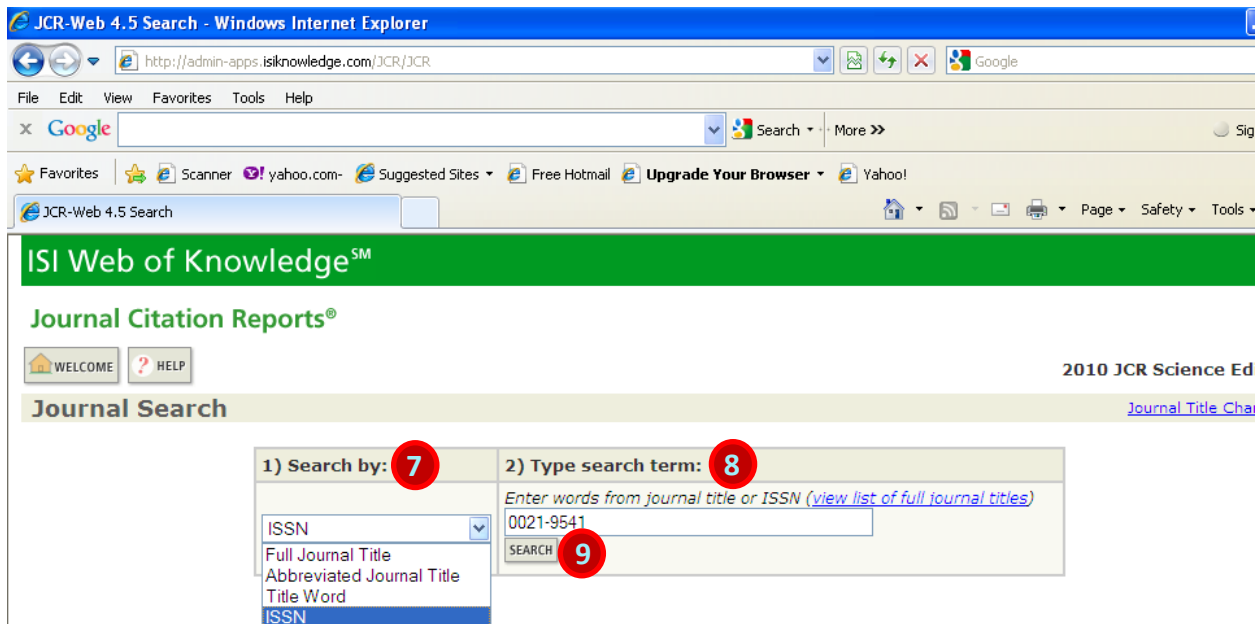 JCR-Web 4.5 Search - Windows Internet Explorer
http://admin-apps.isiknowledge.com/JCR/JCR
Google
File Edit View Favorites Tools Help
x Google Search More >>
Favorites Scanner yahoo.com- Suggested Sites Free Hotmail Upgrade Your Browser Yahoo!
JCR-Web 4.5 Search Page Safety Tools
ISI Web of Knowledge℠
Journal Citation Reports®
WELCOME ? HELP
2010 JCR Science Ed
Journal Search Journal Title Cha
1) Search by: 7 2) Type search term: 8
Enter words from journal title or ISSN (view list of full journal titles)
ISSN 0021-9541
SEARCH 9
Full Journal Title
Abbreviated Journal Title
Title Word
ISSN